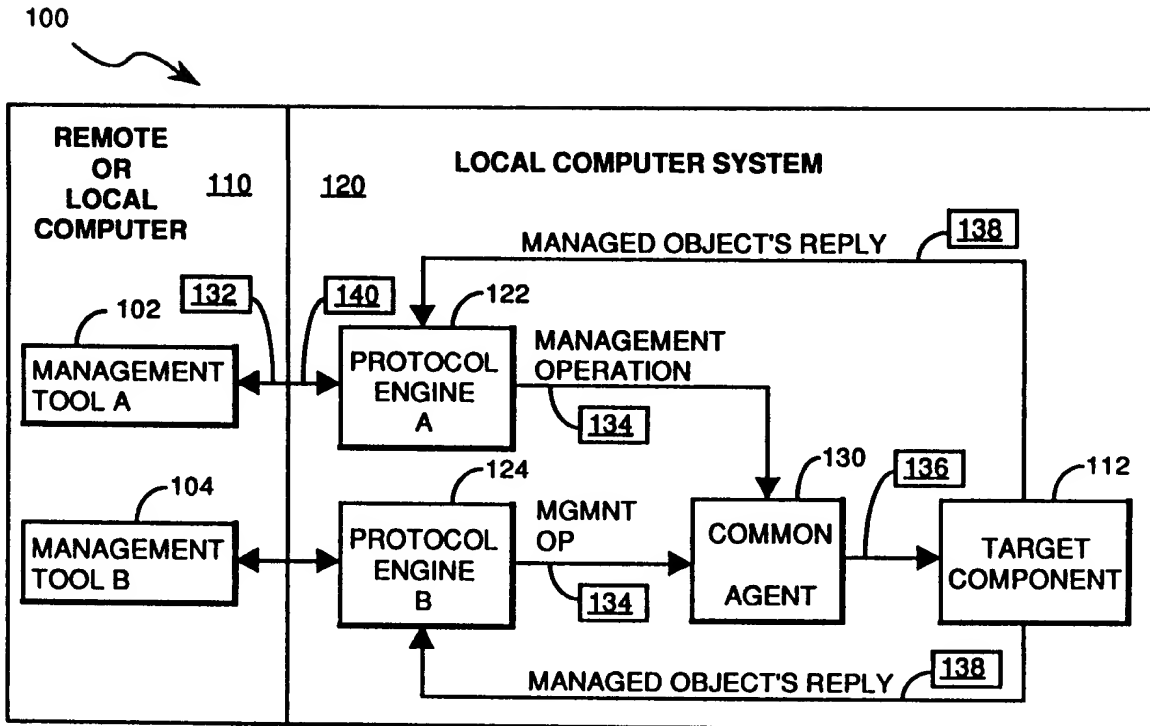 100
REMOTE
OR
LOCAL
COMPUTER
110
120
LOCAL COMPUTER SYSTEM
MANAGED OBJECT'S REPLY
138
102
132
140
122
MANAGEMENT
TOOL A
PROTOCOL
ENGINE
A
MANAGEMENT
OPERATION
134
104
124
130
136
112
MANAGEMENT
TOOL B
PROTOCOL
ENGINE
B
MGMNT
OP
134
COMMON
AGENT
TARGET
COMPONENT
MANAGED OBJECT'S REPLY
138